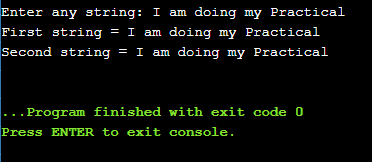 Enter any string: I am doing my Practical
First string = I am doing my Practical
Second string = I am doing my Practical
...Program finished with exit code 0
Press ENTER to exit console.